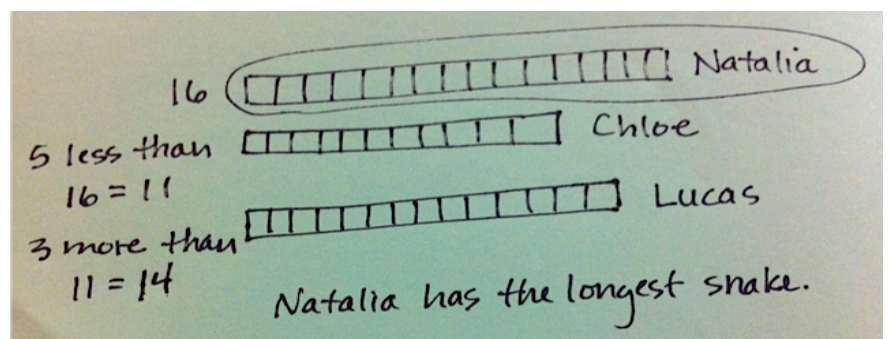 16 Natalia
5 less than Chloe
16 = 11
3 more than Lucas
11 = 14
Natalia has the longest snake.